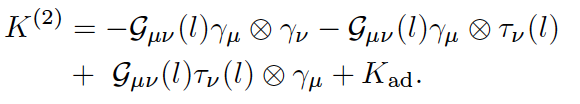 K^{(2)} = −𝒢_{μν}(l)γ_μ ⊗ γ_ν − 𝒢_{μν}(l)γ_μ ⊗ τ_ν(l)
+ 𝒢_{μν}(l)τ_ν(l) ⊗ γ_μ + K_{ad}.